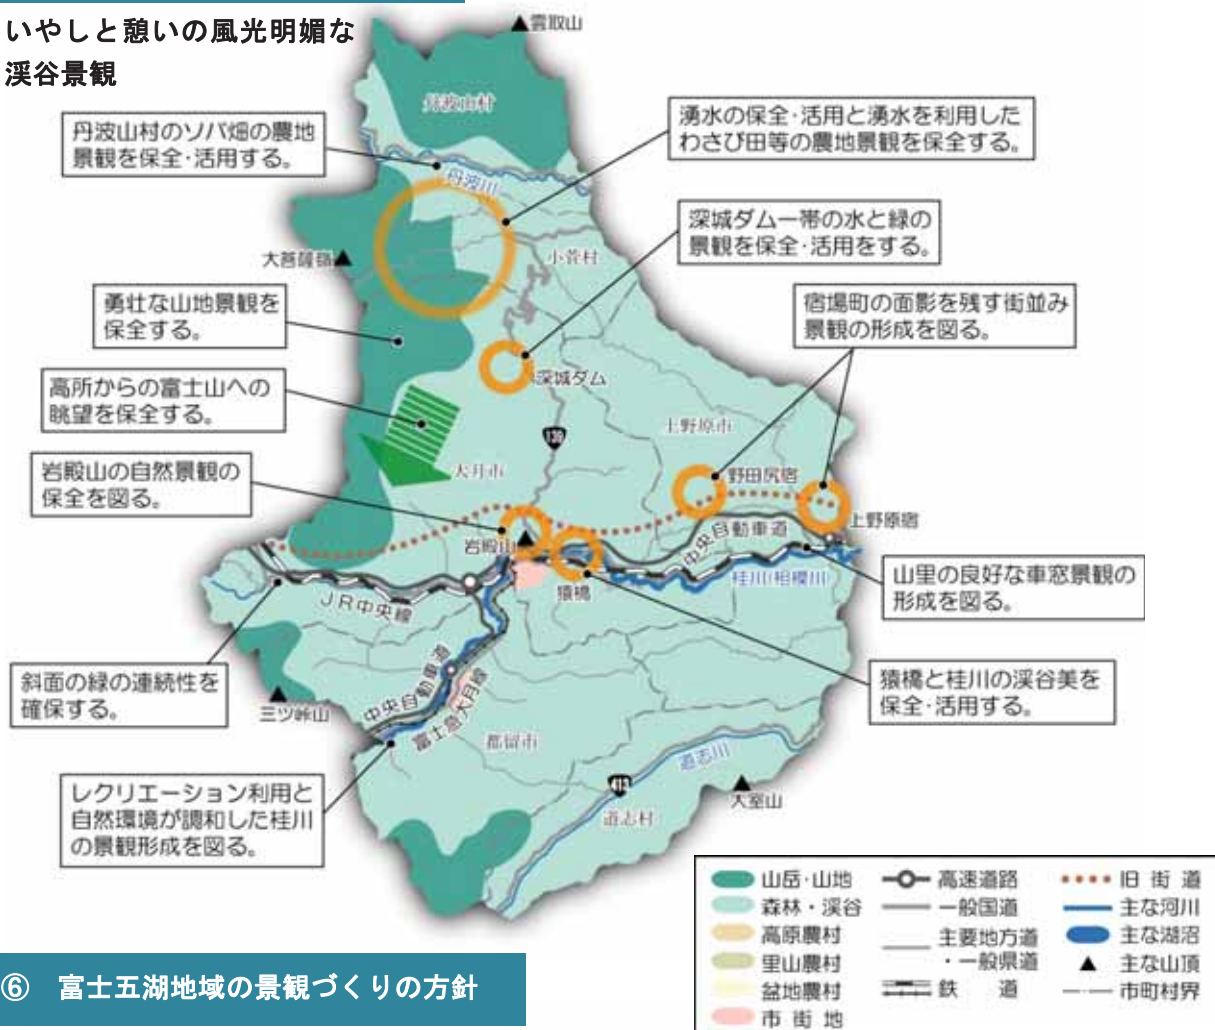 いやしと憩いの風光明媚な
渓谷景観
雲取山
丹波山村
丹波山村のソバ畑の農地
景観を保全・活用する。
湧水の保全・活用と湧水を利用した
わさび田等の農地景観を保全する。
丹波川
深城ダム一帯の水と緑の
景観を保全・活用をする。
大菩薩嶺
小菅村
勇壮な山地景観を
保全する。
宿場町の面影を残す街並み
景観の形成を図る。
深城ダム
高所からの富士山への
眺望を保全する。
139
上野原市
大月市
岩殿山の自然景観の
保全を図る。
野田尻宿
上野原宿
岩殿山
中央自動車道
猿橋
桂川(相模川)
山里の良好な車窓景観の
形成を図る。
JR中央線
斜面の緑の連続性を
確保する。
三ツ峠山
中央自動車道
富士急大月線
猿橋と桂川の渓谷美を
保全・活用する。
都留市
道志川
413
大室山
道志村
レクリエーション利用と
自然環境が調和した桂川
の景観形成を図る。
山岳・山地
森林・渓谷
高原農村
里山農村
盆地農村
市街地
高速道路
一般国道
主要地方道
・一般県道
鉄道
旧街道
主な河川
主な湖沼
主な山頂
市町村界
⑥ 富士五湖地域の景観づくりの方針